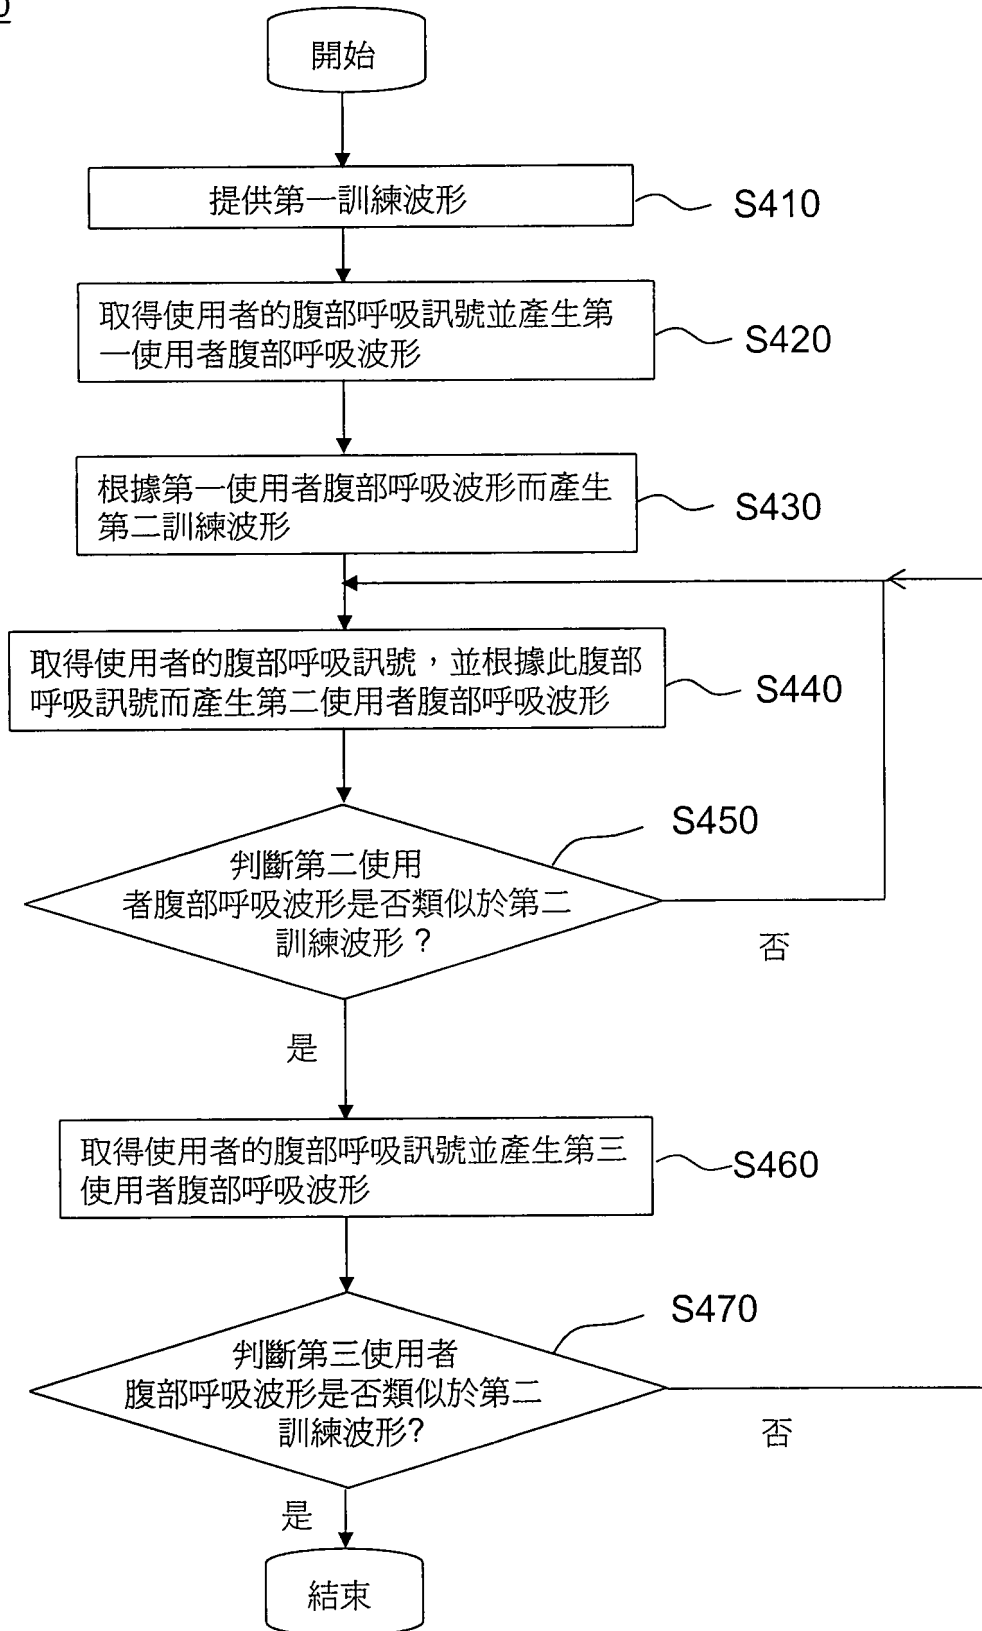 開始
提供第一訓練波形
S410
取得使用者的腹部呼吸訊號並產生第
一使用者腹部呼吸波形
S420
根據第一使用者腹部呼吸波形而產生
第二訓練波形
S430
取得使用者的腹部呼吸訊號,並根據此腹部
呼吸訊號而產生第二使用者腹部呼吸波形
S440
S450
判斷第二使用
者腹部呼吸波形是否類似於第二
訓練波形?
否
是
取得使用者的腹部呼吸訊號並產生第三
使用者腹部呼吸波形
S460
S470
判斷第三使用者
腹部呼吸波形是否類似於第二
訓練波形?
否
是
結束